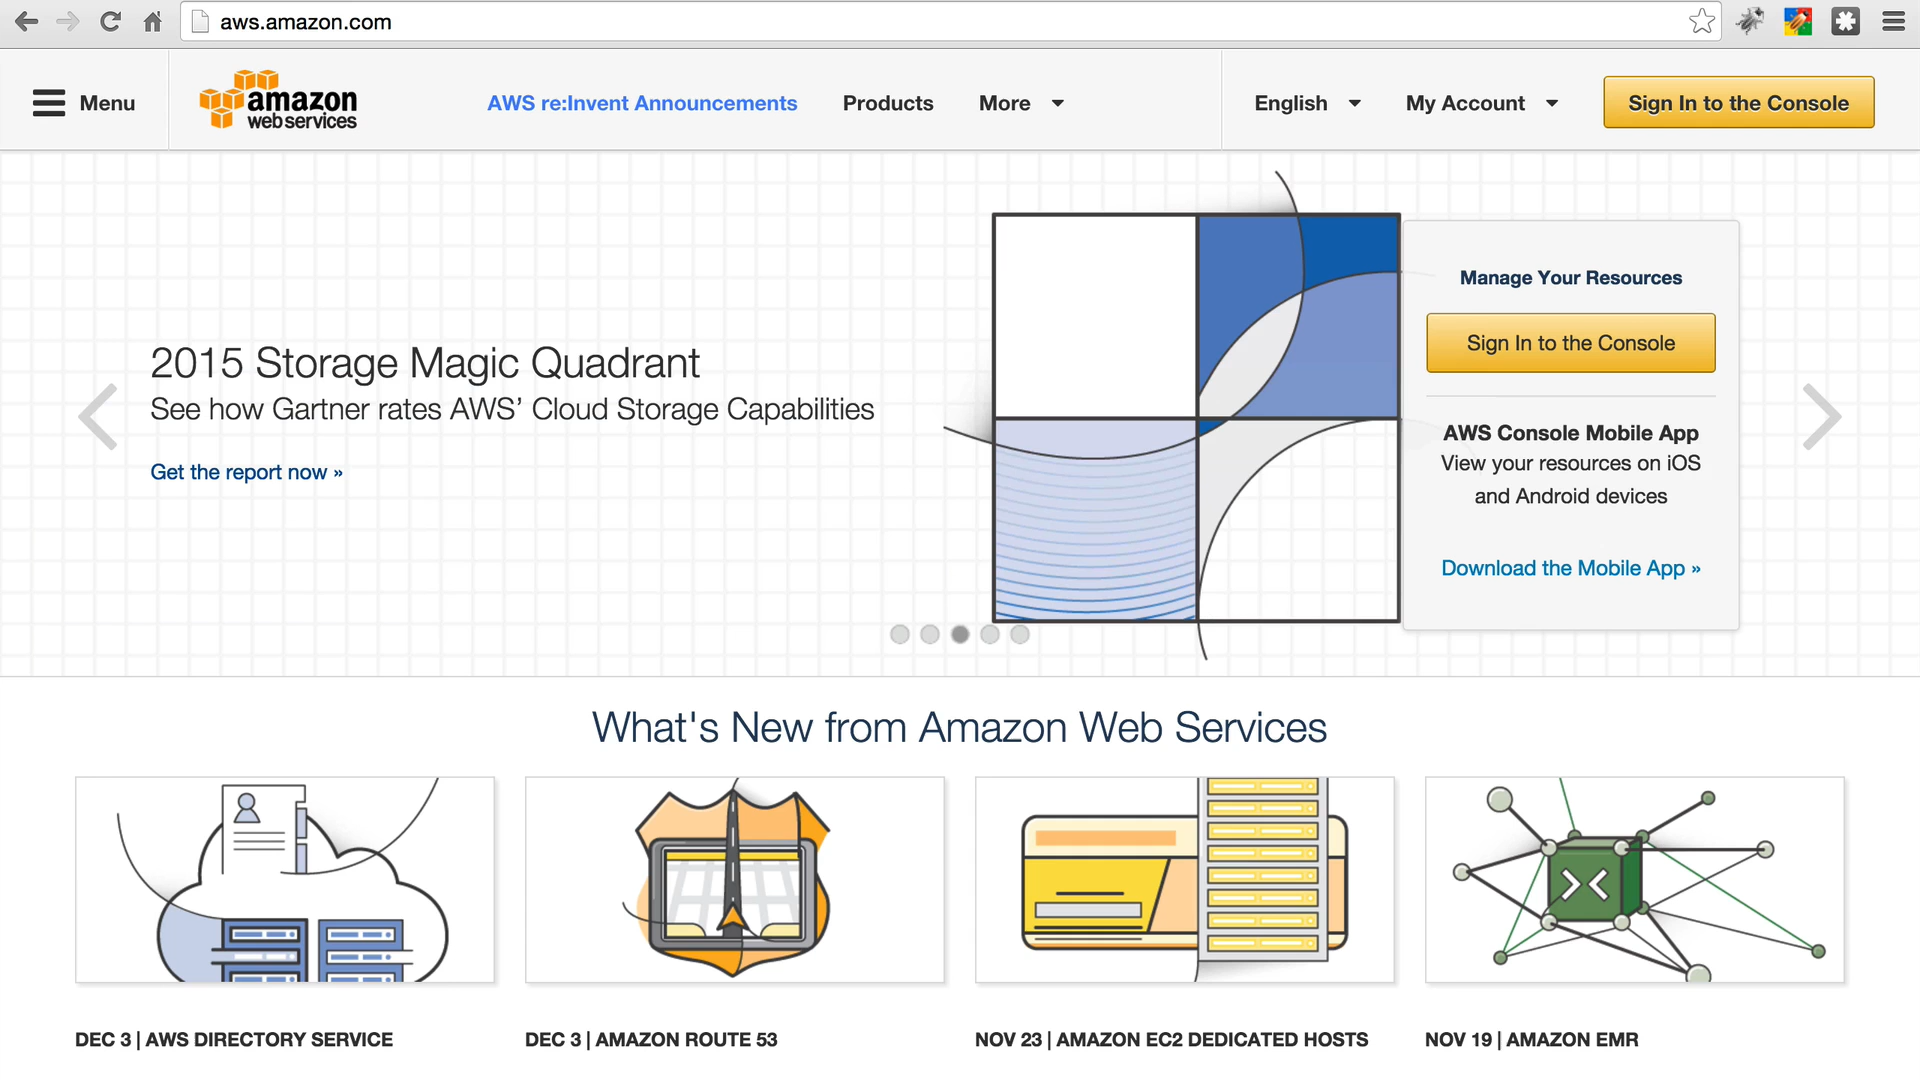 aws.amazon.com
Menu
amazon
webservices
AWS re:Invent Announcements
Products
More
English
My Account
Sign In to the Console
2015 Storage Magic Quadrant
See how Gartner rates AWS’ Cloud Storage Capabilities
Get the report now »
Manage Your Resources
Sign In to the Console
AWS Console Mobile App
View your resources on iOS
and Android devices
Download the Mobile App »
What's New from Amazon Web Services
DEC 3 | AWS DIRECTORY SERVICE
DEC 3 | AMAZON ROUTE 53
NOV 23 | AMAZON EC2 DEDICATED HOSTS
NOV 19 | AMAZON EMR